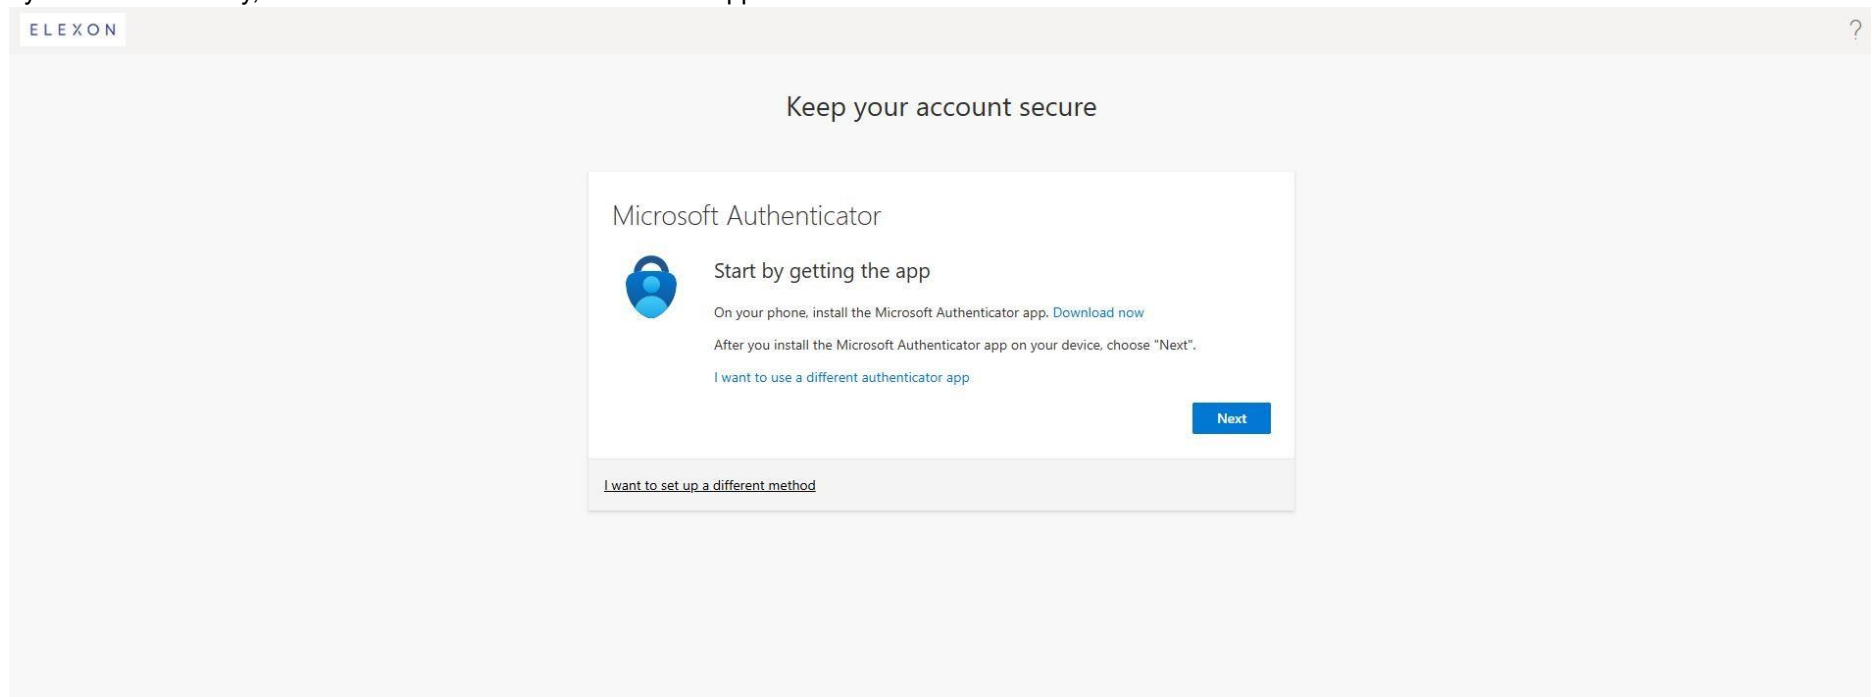 ELEXON
?
Keep your account secure
Microsoft Authenticator
Start by getting the app
On your phone, install the Microsoft Authenticator app. Download now
After you install the Microsoft Authenticator app on your device, choose "Next".
I want to use a different authenticator app
Next
I want to set up a different method